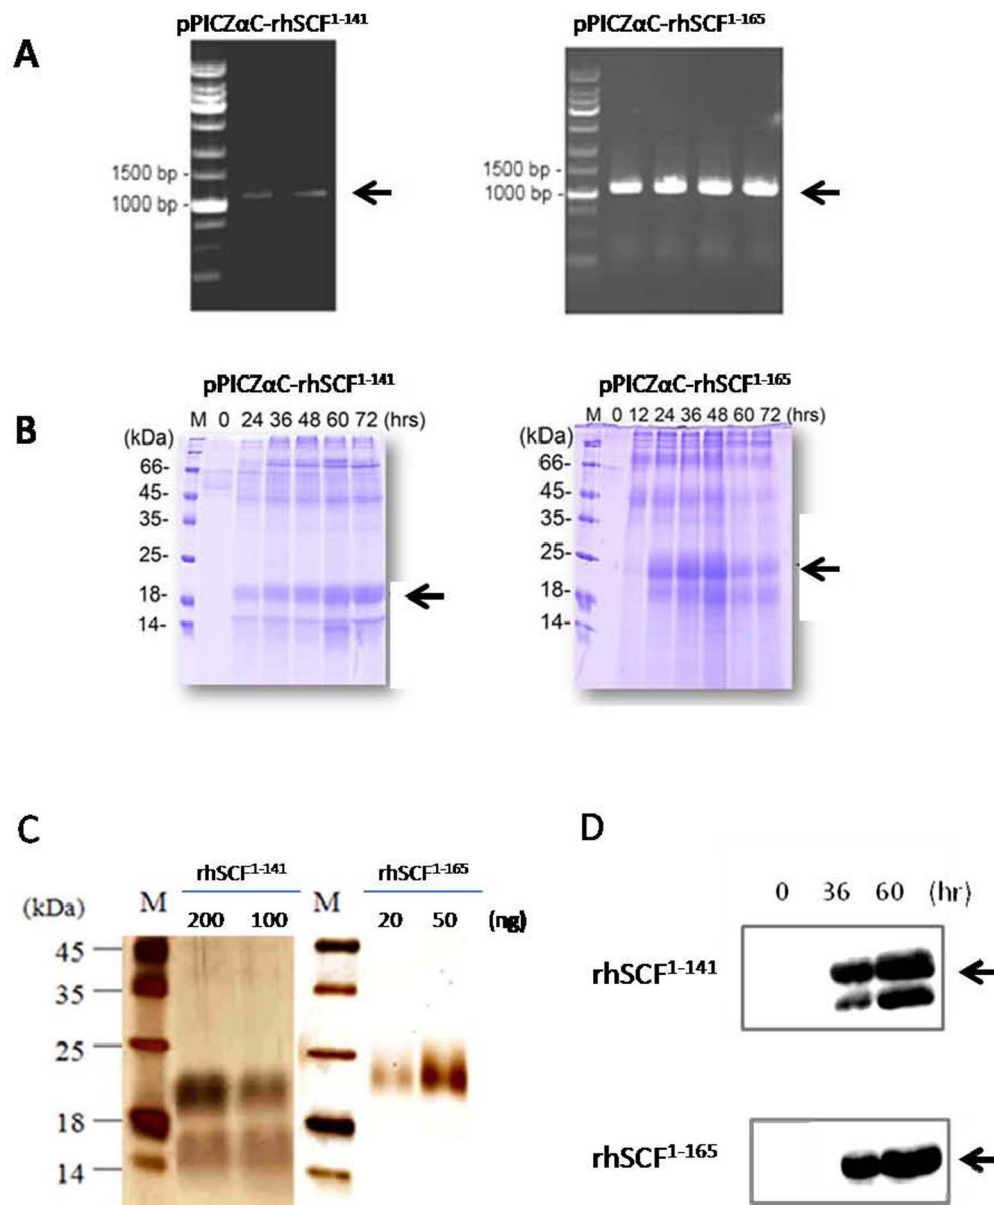 A
pPICZαC-rhSCF1-141
pPICZαC-rhSCF1-165
1500 bp -
1000 bp -
1500 bp -
1000 bp -
B
pPICZαC-rhSCF1-141
M 0 24 36 48 60 72 (hrs)
(kDa)
66-
45-
35-
25-
18-
14-
pPICZαC-rhSCF1-165
M 0 12 24 36 48 60 72 (hrs)
(kDa)
66-
45-
35-
25-
18-
14-
C
rhSCF1-141
rhSCF1-165
(kDa) M 200 100 M 20 50 (ng)
45
35
25
18
14
D
0 36 60 (hr)
rhSCF1-141
rhSCF1-165